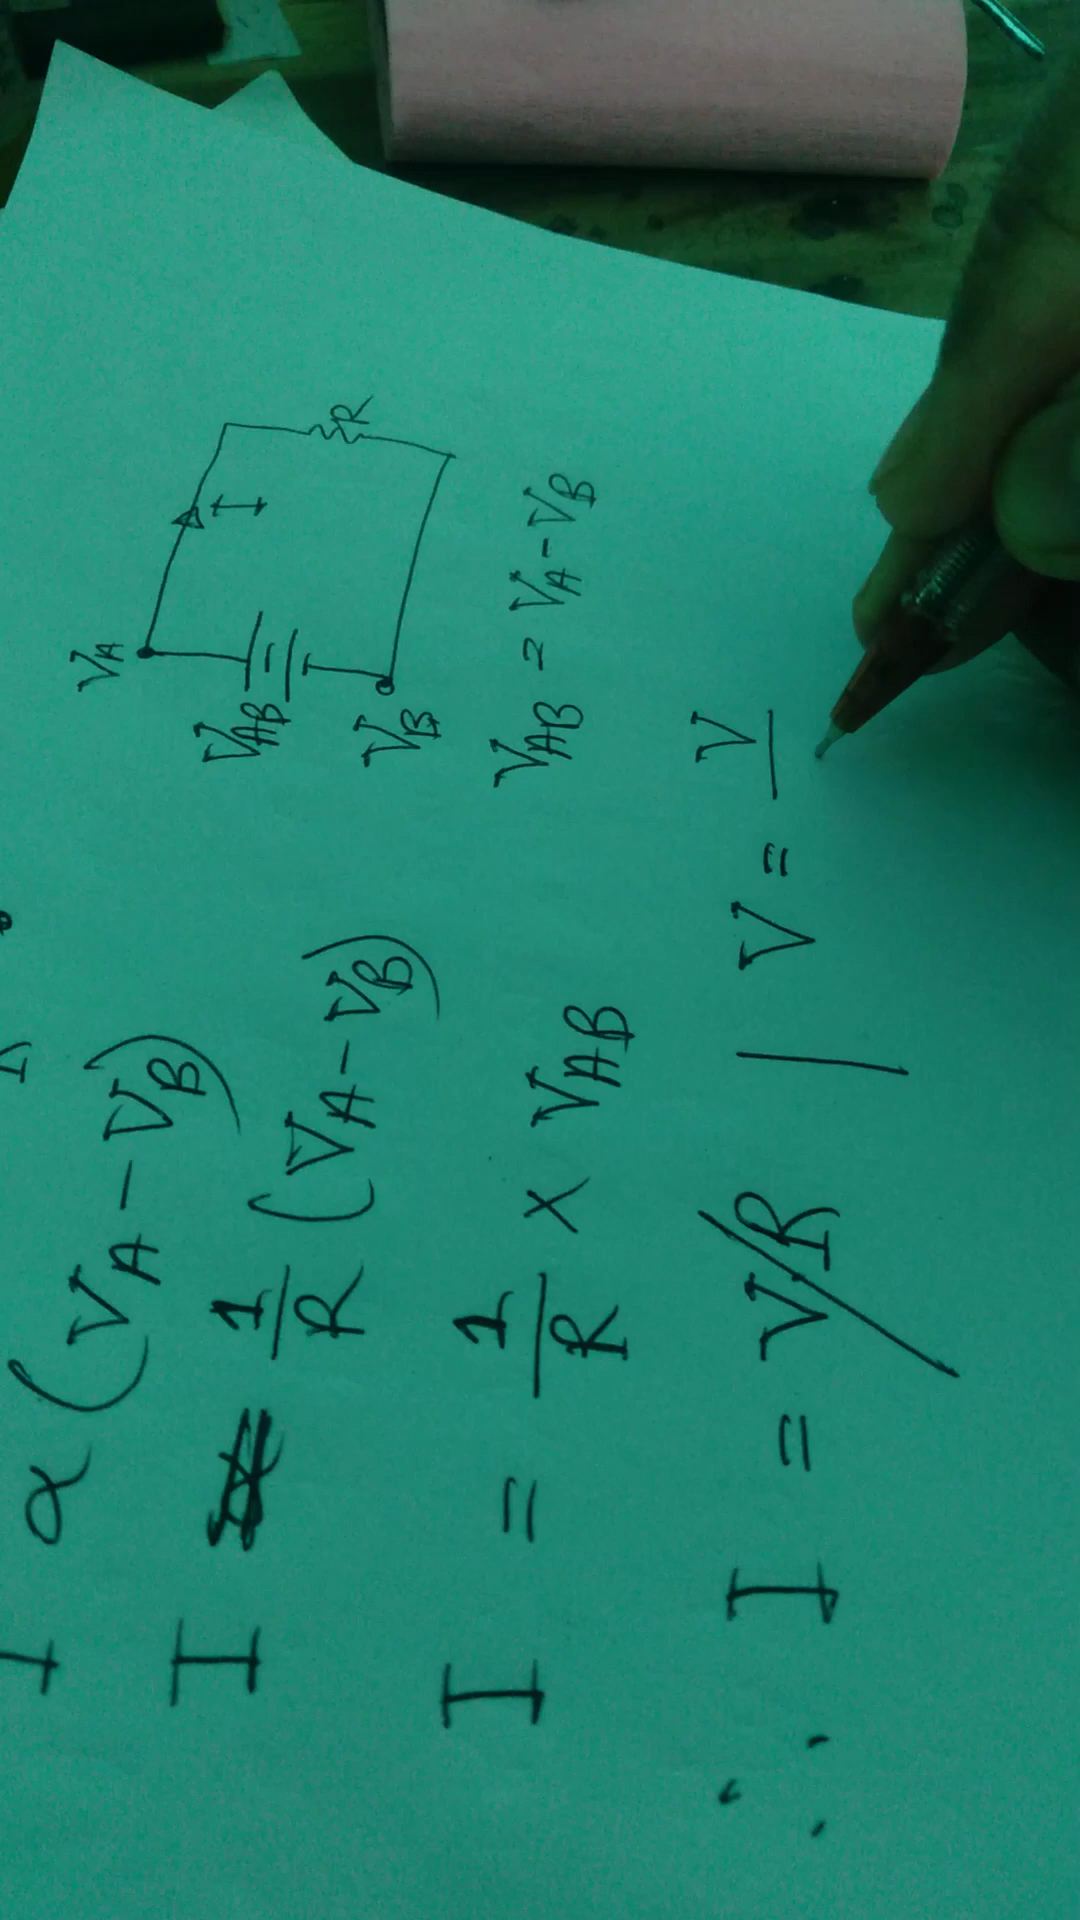 I ∝ (VA - VB)
I = 1/R (VA - VB)
I = 1/R × VAB
∴ I = V/R | V = V/
VA
I
R
VAB
VB
VAB = VA - VB